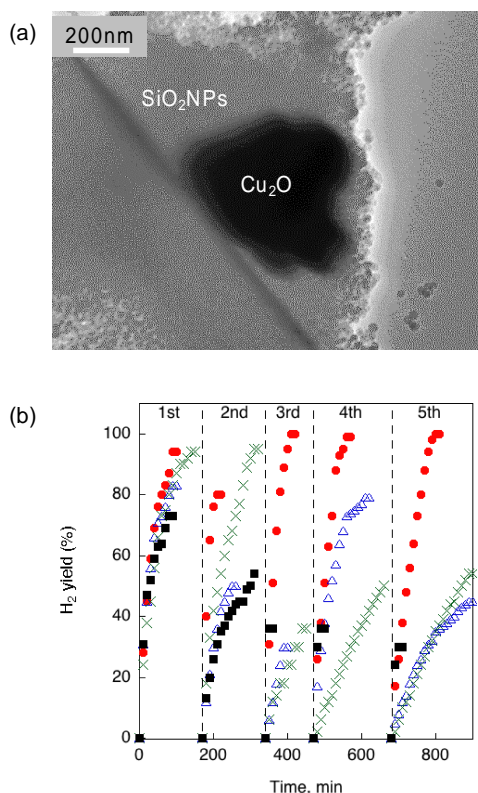 (a)
200nm
SiO₂NPs
Cu₂O
(b)
1st 2nd 3rd 4th 5th
100
80
60
40
20
0
H₂ yield (%)
0 200 400 600 800
Time, min